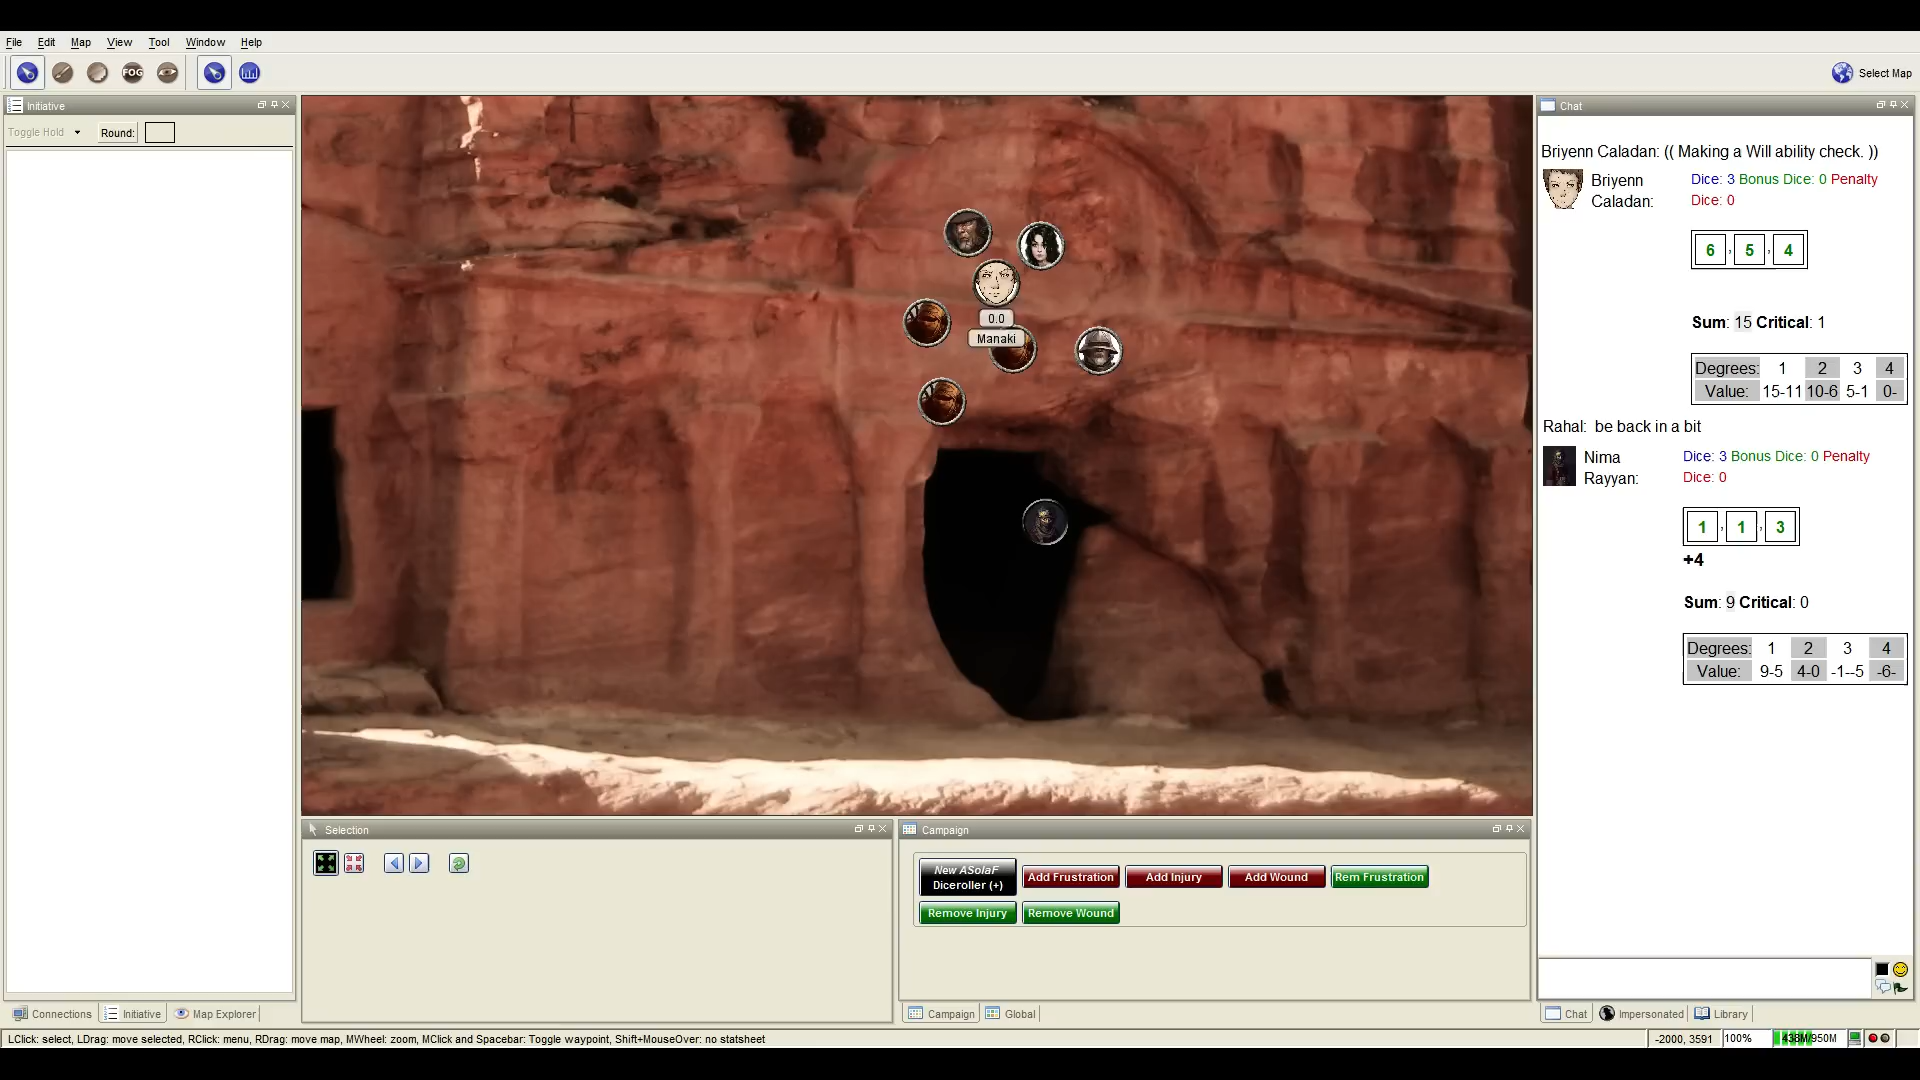 File Edit Map View Tool Window Help
FOG
Select Map
Initiative
Toggle Hold
Round:
0.0
Manaki
Chat
Briyenn Caladan: (( Making a Will ability check. ))
Briyenn Caladan:
Dice: 3 Bonus Dice: 0 Penalty
Dice: 0
6 , 5 , 4
Sum: 15 Critical: 1
Degrees: 1 2 3 4
Value: 15-11 10-6 5-1 0-
Rahal: be back in a bit
Nima Rayyan:
Dice: 3 Bonus Dice: 0 Penalty
Dice: 0
1 , 1 , 3
+4
Sum: 9 Critical: 0
Degrees: 1 2 3 4
Value: 9-5 4-0 -1--5 -6-
Selection
Campaign
New ASoIaF
Diceroller (+)
Add Frustration
Add Injury
Add Wound
Rem Frustration
Remove Injury
Remove Wound
Connections Initiative Map Explorer
Campaign Global
Chat Impersonated Library
LClick: select, LDrag: move selected, RClick: menu, RDrag: move map, MWheel: zoom, MClick and Spacebar: Toggle waypoint, Shift+MouseOver: no statsheet
-2000, 3591 100% 438M/950M